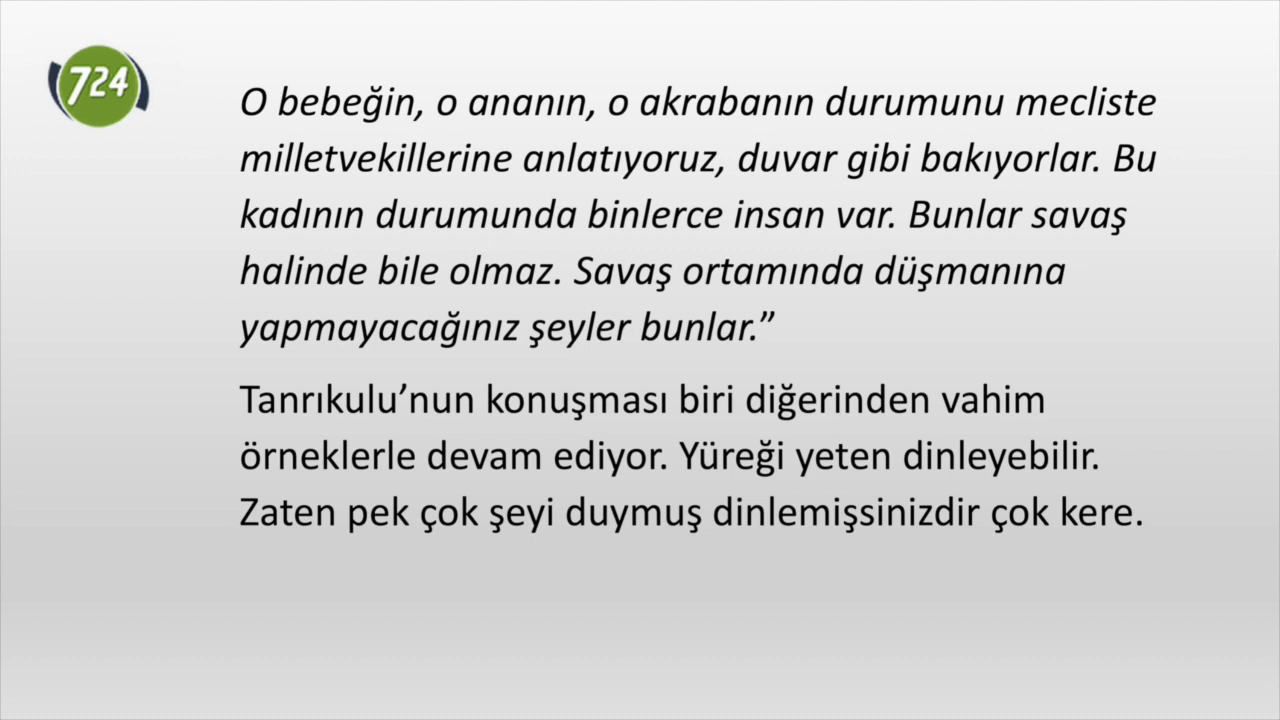 724
O bebeğin, o ananın, o akrabanın durumunu mecliste
milletvekillerine anlatıyoruz, duvar gibi bakıyorlar. Bu
kadının durumunda binlerce insan var. Bunlar savaş
halinde bile olmaz. Savaş ortamında düşmanına
yapmayacağınız şeyler bunlar.”
Tanrıkulu’nun konuşması biri diğerinden vahim
örneklerle devam ediyor. Yüreği yeten dinleyebilir.
Zaten pek çok şeyi duymuş dinlemişsinizdir çok kere.